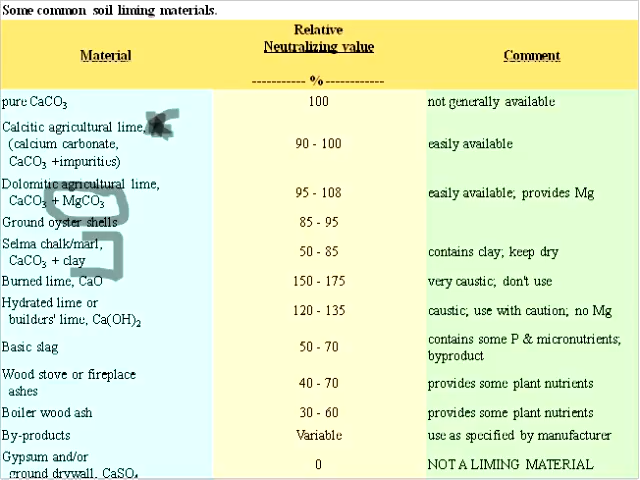 Some common soil liming materials.
Relative
Material Neutralizing value Comment
----------- % ------------
pure CaCO3 100 not generally available
Calcitic agricultural lime,
(calcium carbonate, 90 - 100 easily available
CaCO3 +impurities)
Dolomitic agricultural lime, 95 - 108 easily available; provides Mg
CaCO3 + MgCO3
Ground oyster shells 85 - 95
Selma chalk/marl, 50 - 85 contains clay; keep dry
CaCO3 + clay
Burned lime, CaO 150 - 175 very caustic; don't use
Hydrated lime or 120 - 135 caustic; use with caution; no Mg
builders' lime, Ca(OH)2
Basic slag 50 - 70 contains some P & micronutrients;
byproduct
Wood stove or fireplace 40 - 70 provides some plant nutrients
ashes
Boiler wood ash 30 - 60 provides some plant nutrients
By-products Variable use as specified by manufacturer
Gypsum and/or 0 NOT A LIMING MATERIAL
ground drywall, CaSO4